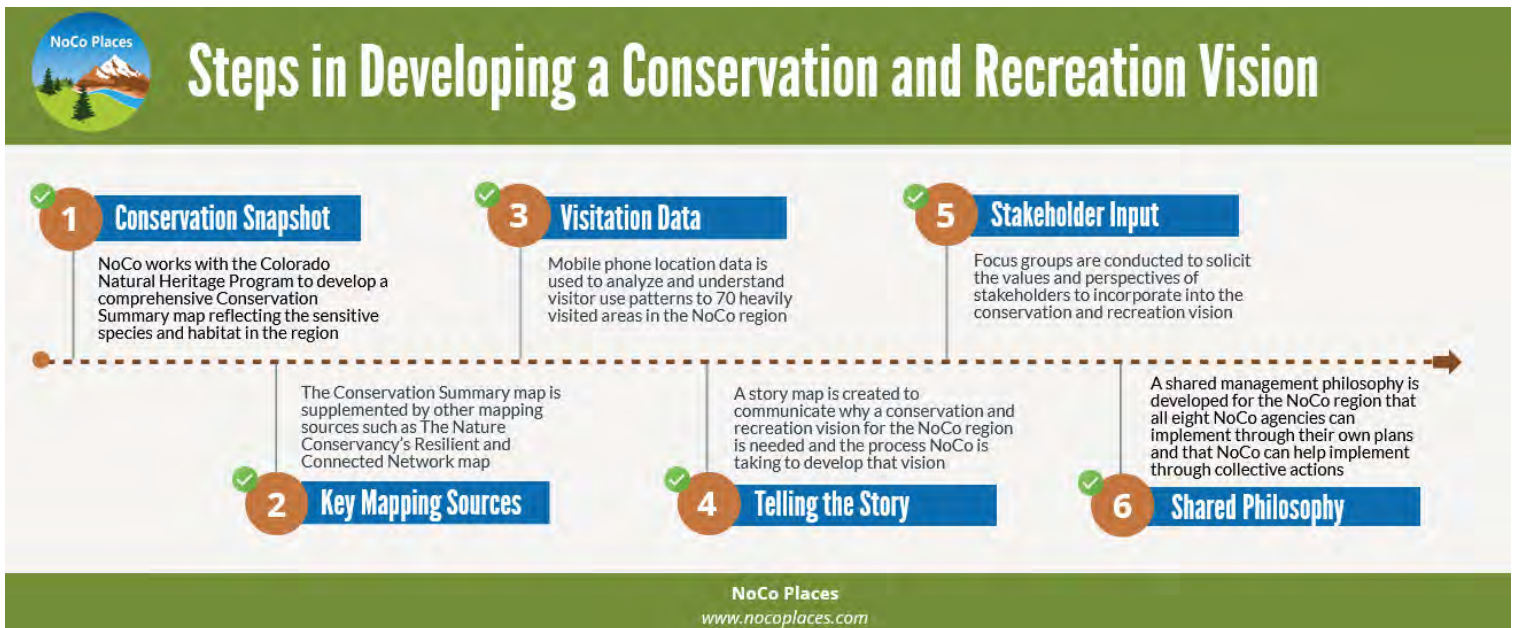 NoCo Places
Steps in Developing a Conservation and Recreation Vision
1
Conservation Snapshot
NoCo works with the Colorado
Natural Heritage Program to develop a
comprehensive Conservation
Summary map reflecting the sensitive
species and habitat in the region
The Conservation Summary map is
supplemented by other mapping
sources such as The Nature
Conservancy's Resilient and
Connected Network map
2
Key Mapping Sources
3
Visitation Data
Mobile phone location data is
used to analyze and understand
visitor use patterns to 70 heavily
visited areas in the NoCo region
A story map is created to
communicate why a conservation and
recreation vision for the NoCo region
is needed and the process NoCo is
taking to develop that vision
4
Telling the Story
5
Stakeholder Input
Focus groups are conducted to solicit
the values and perspectives of
stakeholders to incorporate into the
conservation and recreation vision
A shared management philosophy is
developed for the NoCo region that
all eight NoCo agencies can
implement through their own plans
and that NoCo can help implement
through collective actions
6
Shared Philosophy
NoCo Places
www.nocoplaces.com